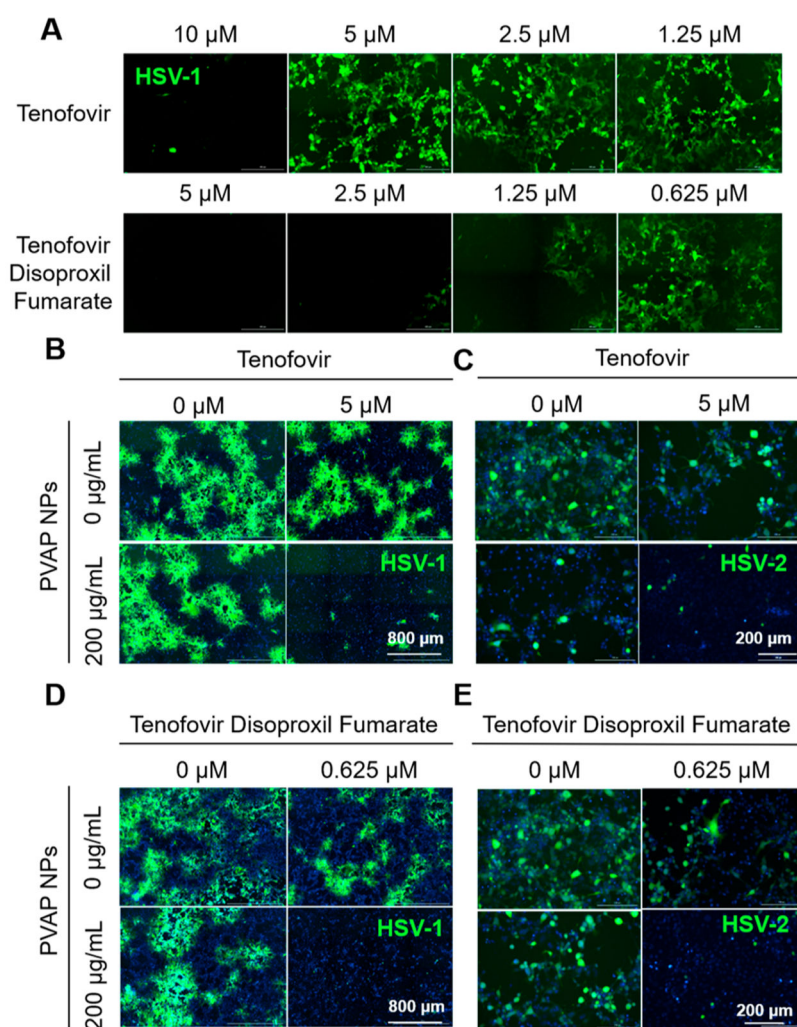 A
10 µM 5 µM 2.5 µM 1.25 µM
HSV-1
Tenofovir
5 µM 2.5 µM 1.25 µM 0.625 µM
Tenofovir
Disoproxil
Fumarate
B
Tenofovir
0 µM 5 µM
PVAP NPs
0 µg/mL
200 µg/mL
HSV-1
800 µm
C
Tenofovir
0 µM 5 µM
HSV-2
200 µm
D
Tenofovir Disoproxil Fumarate
0 µM 0.625 µM
PVAP NPs
0 µg/mL
200 µg/mL
HSV-1
800 µm
E
Tenofovir Disoproxil Fumarate
0 µM 0.625 µM
HSV-2
200 µm